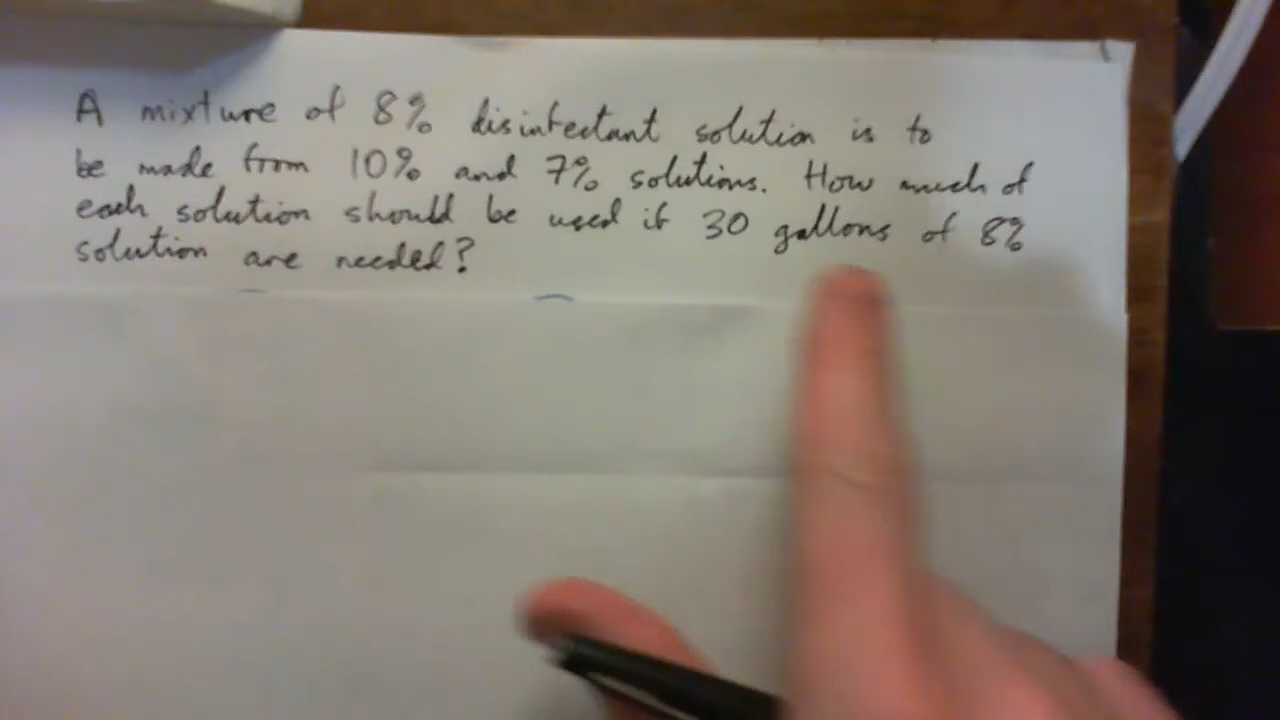 A mixture of 8% disinfectant solution is to
be made from 10% and 7% solutions. How much of
each solution should be used if 30 gallons of 8%
solution are needed?